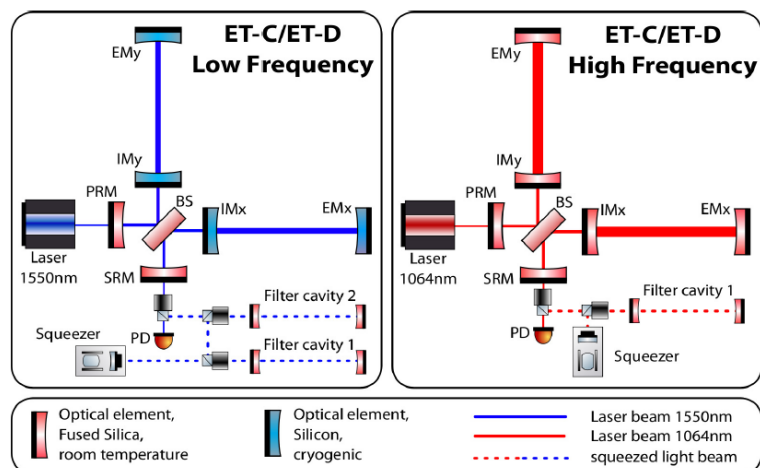 ET-C/ET-D
Low Frequency
EMy
IMy
PRM
BS
IMx
EMx
Laser
1550nm
SRM
Filter cavity 2
PD
Squeezer
Filter cavity 1
ET-C/ET-D
High Frequency
EMy
IMy
PRM
BS
IMx
EMx
Laser
1064nm
SRM
Filter cavity 1
PD
Squeezer
Optical element,
Fused Silica,
room temperature
Optical element,
Silicon,
cryogenic
Laser beam 1550nm
Laser beam 1064nm
squeezed light beam